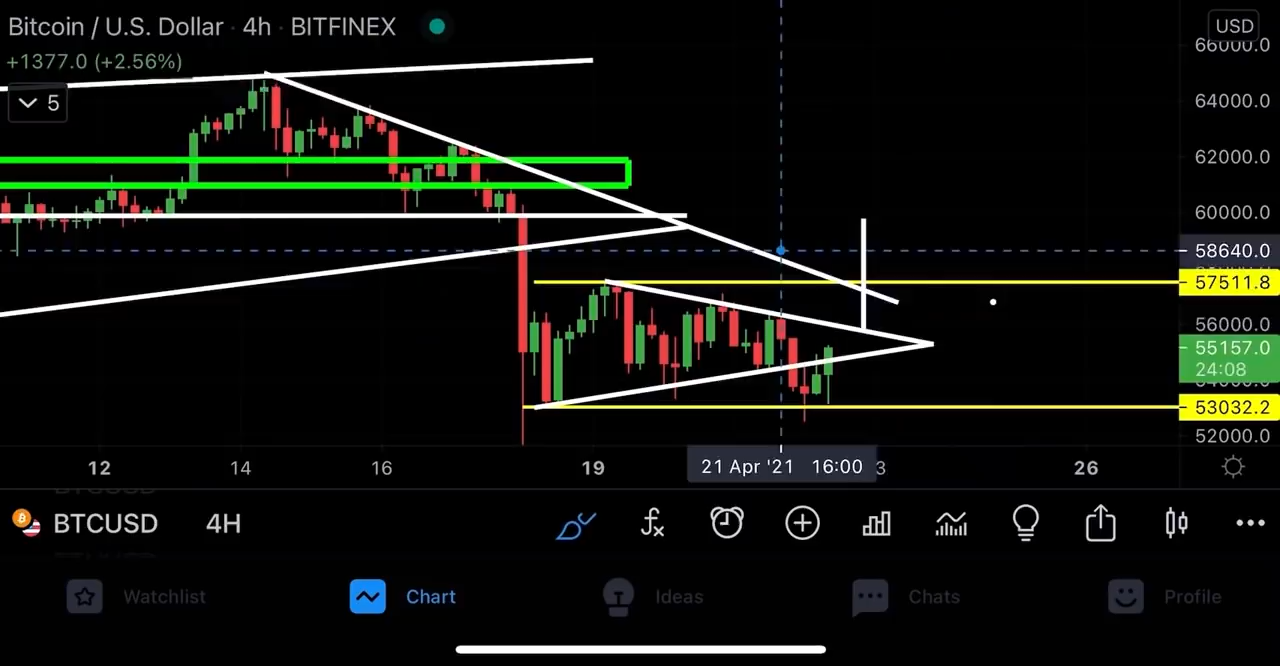 Bitcoin / U.S. Dollar · 4h · BITFINEX
USD
66000.0
+1377.0 (+2.56%)
5
64000.0
62000.0
60000.0
58640.0
57511.8
56000.0
55157.0
24:08
53032.2
52000.0
12 14 16 19 21 Apr '21 16:00 3 26
BTCUSD 4H
Watchlist Chart Ideas Chats Profile